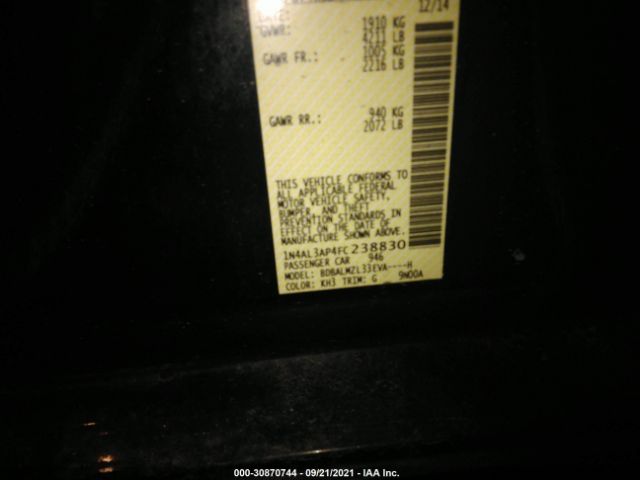 12/14
DATE:
GVWR: 1910 KG
4211 LB
GAWR FR.: 1005 KG
2216 LB
GAWR RR.: 940 KG
2072 LB
THIS VEHICLE CONFORMS TO
ALL APPLICABLE FEDERAL
MOTOR VEHICLE SAFETY,
BUMPER, AND THEFT
PREVENTION STANDARDS IN
EFFECT ON THE DATE OF
MANUFACTURE SHOWN ABOVE.
1N4AL3AP4FC238830
PASSENGER CAR 946
MODEL: BDBALMZL33EVA----H
COLOR: KH3 TRIM: G 9N00A
000-30870744 - 09/21/2021 - IAA Inc.